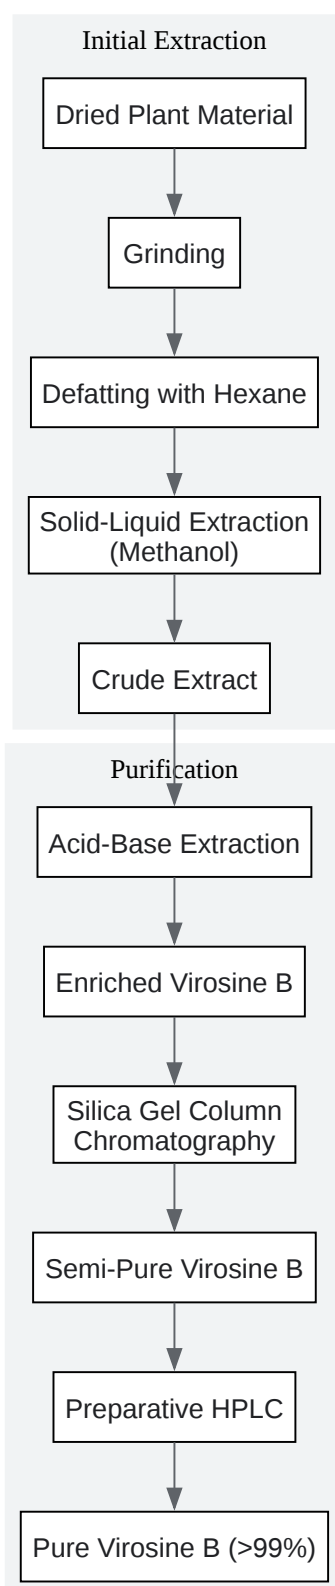 Initial Extraction
Dried Plant Material
Grinding
Defatting with Hexane
Solid-Liquid Extraction
(Methanol)
Crude Extract
Purification
Acid-Base Extraction
Enriched Virosine B
Silica Gel Column
Chromatography
Semi-Pure Virosine B
Preparative HPLC
Pure Virosine B (>99%)